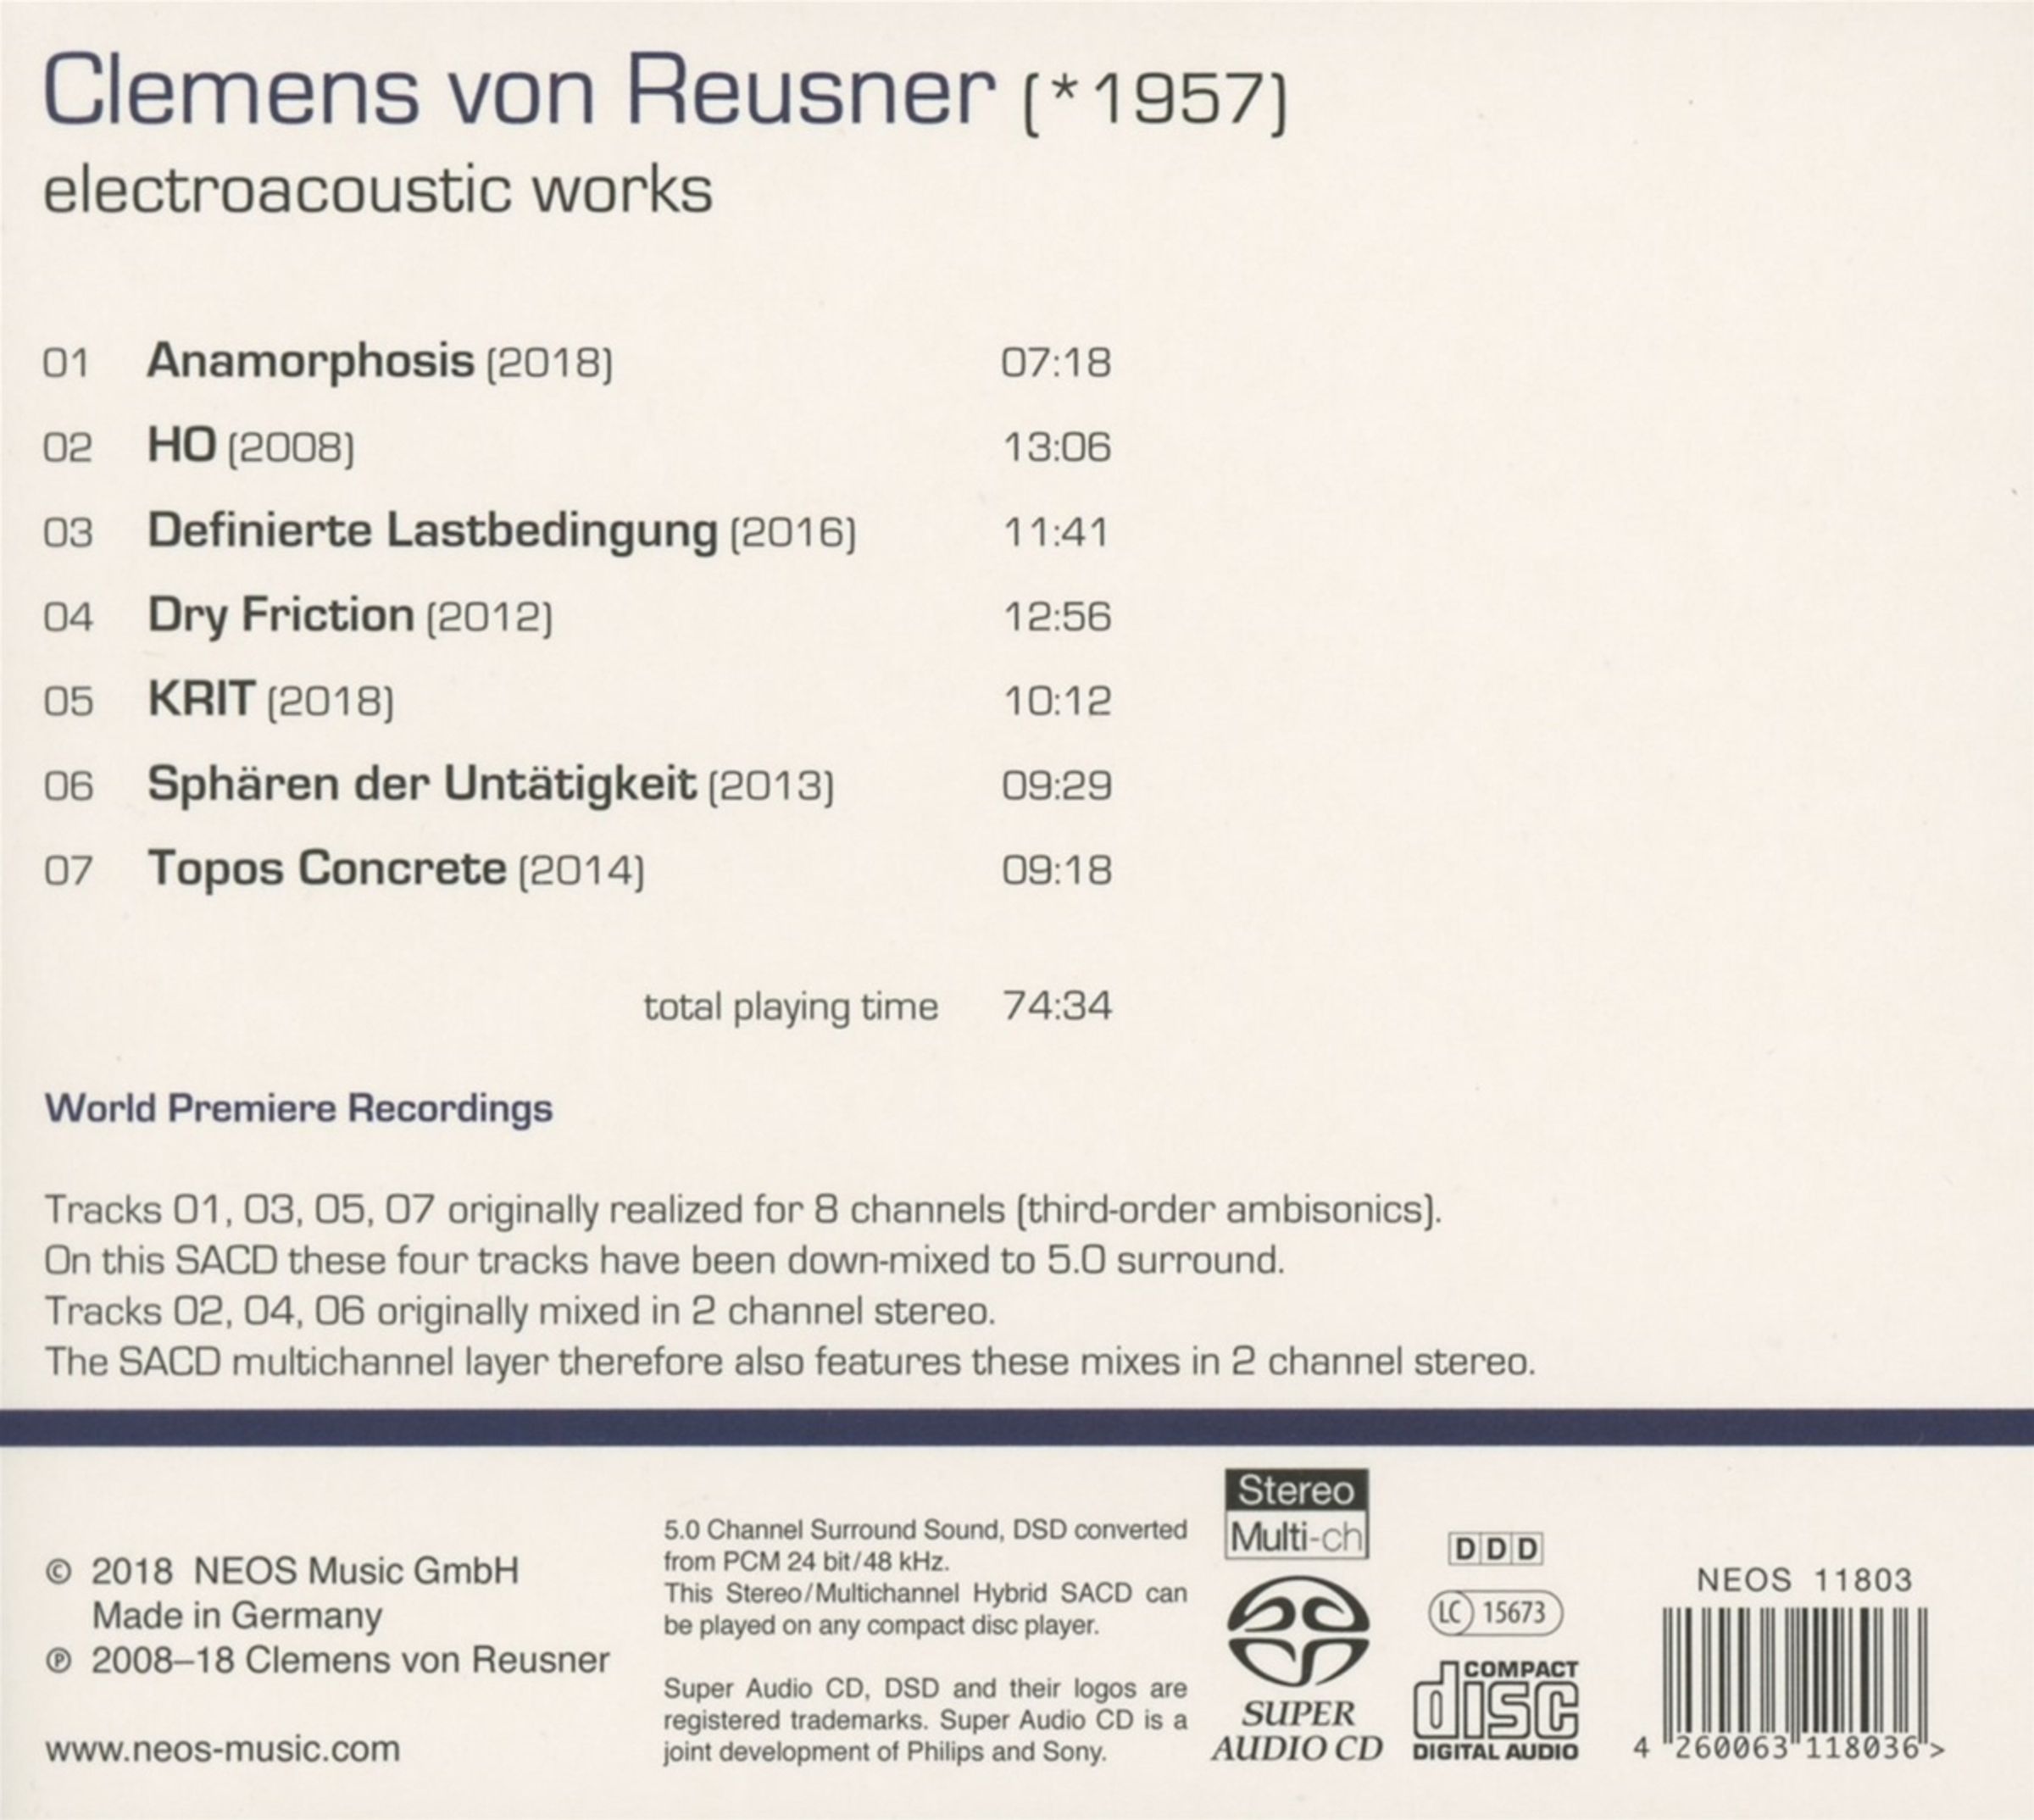 Clemens von Reusner (*1957)
electroacoustic works
01 Anamorphosis (2018) 07:18
02 HO (2008) 13:06
03 Definierte Lastbedingung (2016) 11:41
04 Dry Friction (2012) 12:56
05 KRIT (2018) 10:12
06 Sphären der Untätigkeit (2013) 09:29
07 Topos Concrete (2014) 09:18
total playing time 74:34
World Premiere Recordings
Tracks 01, 03, 05, 07 originally realized for 8 channels (third-order ambisonics).
On this SACD these four tracks have been down-mixed to 5.0 surround.
Tracks 02, 04, 06 originally mixed in 2 channel stereo.
The SACD multichannel layer therefore also features these mixes in 2 channel stereo.
© 2018 NEOS Music GmbH
Made in Germany
℗ 2008–18 Clemens von Reusner
www.neos-music.com
5.0 Channel Surround Sound, DSD converted
from PCM 24 bit/48 kHz.
This Stereo/Multichannel Hybrid SACD can
be played on any compact disc player.
Super Audio CD, DSD and their logos are
registered trademarks. Super Audio CD is a
joint development of Philips and Sony.
Stereo
Multi-ch
SUPER
AUDIO CD
DDD
LC 15673
COMPACT
disc
DIGITAL AUDIO
NEOS 11803
4 260063 118036 >